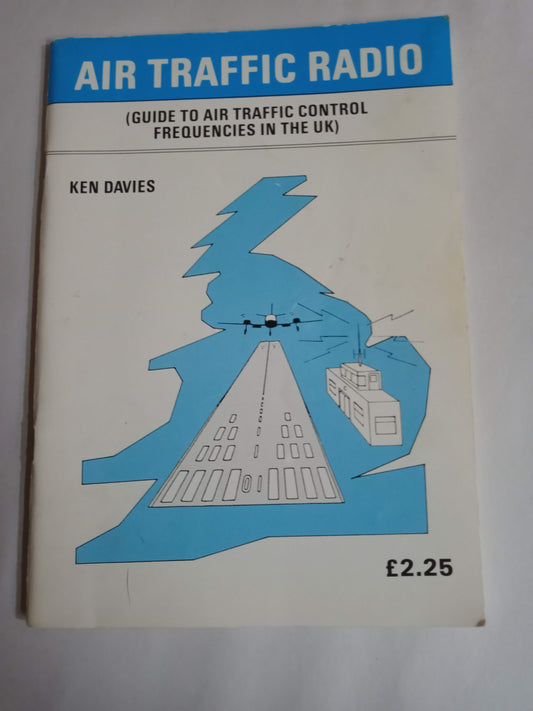 AIR TRAFFIC RADIO
(GUIDE TO AIR TRAFFIC CONTROL
FREQUENCIES IN THE UK)
KEN DAVIES
£2.25